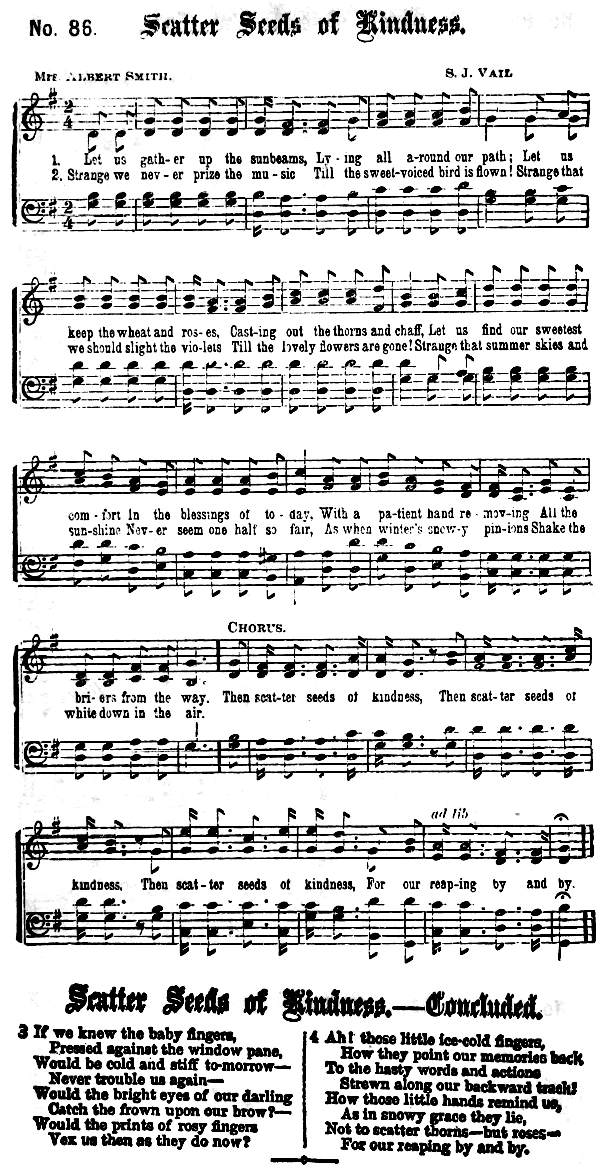 No. 86. Scatter Seeds of Kindness.
Mrs. Albert Smith. S. J. Vail
1. Let us gath-er up the sunbeams, Ly-ing all a-round our path; Let us
2. Strange we nev-er prize the mu-sic Till the sweet-voiced bird is flown! Strange that
keep the wheat and ros-es, Cast-ing out the thorns and chaff, Let us find our sweetest
we should slight the vio-lets Till the lovely flowers are gone! Strange that summer skies and
com-fort In the blessings of to-day, With a pa-tient hand re-mov-ing All the
sun-shine Nev-er seem one half so fair, As when winter's snow-y pin-ions Shake the
Chorus.
bri-ers from the way. Then scat-ter seeds of kindness, Then scat-ter seeds of
white down in the air.
ad lib
kindness, Then scat-ter seeds of kindness, For our reap-ing by and by.
Scatter Seeds of Kindness.—Concluded.
3 If we knew the baby fingers,
Pressed against the window pane,
Would be cold and stiff to-morrow—
Never trouble us again—
Would the bright eyes of our darling
Catch the frown upon our brow?—
Would the prints of rosy fingers
Vex us then as they do now?
4 Ah! those little ice-cold fingers,
How they point our memories back
To the hasty words and actions
Strewn along our backward track!
How those little hands remind us,
As in snowy grace they lie,
Not to scatter thorns—but roses—
For our reaping by and by.